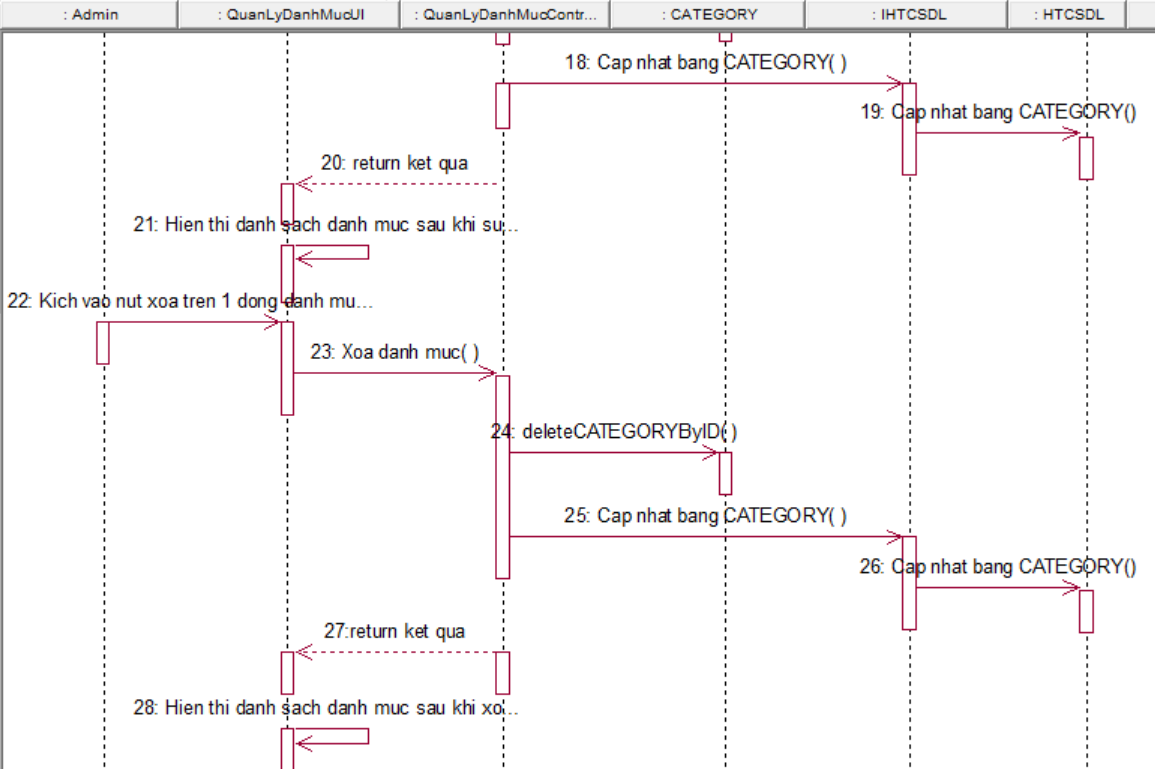 : Admin
: QuanLyDanhMucUI
: QuanLyDanhMucContr...
: CATEGORY
: IHTCSDL
: HTCSDL
18: Cap nhat bang CATEGORY( )
19: Cap nhat bang CATEGORY()
20: return ket qua
21: Hien thi danh sach danh muc sau khi su...
22: Kich vao nut xoa tren 1 dong danh mu...
23: Xoa danh muc( )
24: deleteCATEGORYByID( )
25: Cap nhat bang CATEGORY( )
26: Cap nhat bang CATEGORY()
27:return ket qua
28: Hien thi danh sach danh muc sau khi xo...